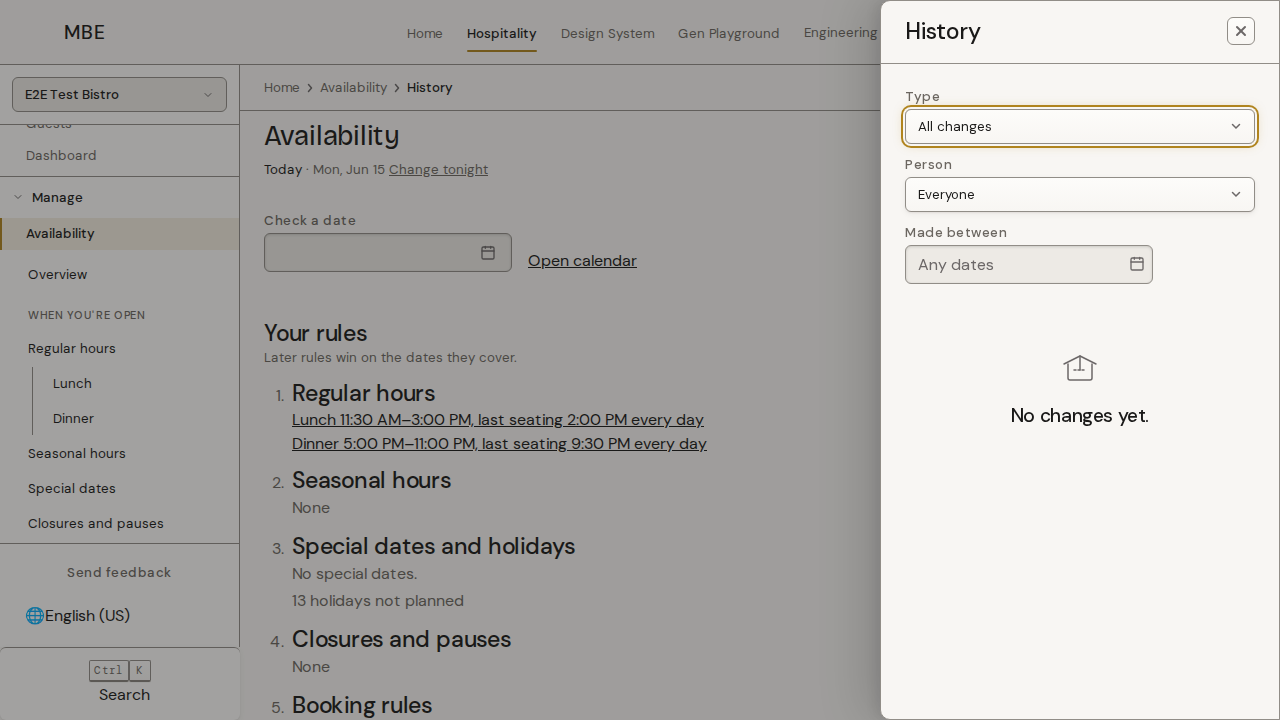 MBE
Home
Hospitality
Design System
Gen Playground
Engineering
E2E Test Bistro
Guests
Dashboard
Manage
Availability
Overview
WHEN YOU'RE OPEN
Regular hours
Lunch
Dinner
Seasonal hours
Special dates
Closures and pauses
Send feedback
English (US)
Ctrl K
Search
Home > Availability > History
Availability
Today · Mon, Jun 15 Change tonight
Check a date
Open calendar
Your rules
Later rules win on the dates they cover.
1. Regular hours
Lunch 11:30 AM–3:00 PM, last seating 2:00 PM every day
Dinner 5:00 PM–11:00 PM, last seating 9:30 PM every day
2. Seasonal hours
None
3. Special dates and holidays
No special dates.
13 holidays not planned
4. Closures and pauses
None
5. Booking rules
History
Type
All changes
Person
Everyone
Made between
Any dates
No changes yet.